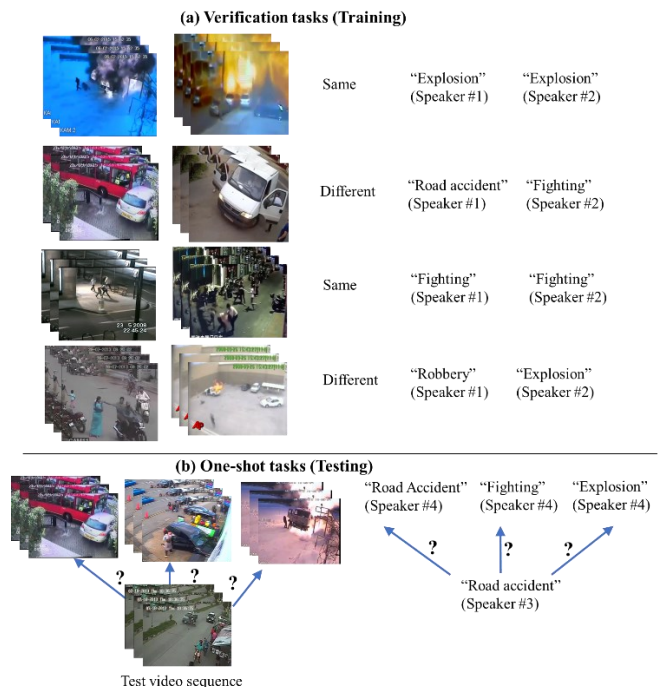 (a) Verification tasks (Training)
Same
“Explosion” “Explosion”
(Speaker #1) (Speaker #2)
Different
“Road accident” “Fighting”
(Speaker #1) (Speaker #2)
Same
“Fighting” “Fighting”
(Speaker #1) (Speaker #2)
Different
“Robbery” “Explosion”
(Speaker #1) (Speaker #2)
(b) One-shot tasks (Testing)
“Road Accident” “Fighting” “Explosion”
(Speaker #4) (Speaker #4) (Speaker #4)
? ? ?
? ? ?
“Road accident”
(Speaker #3)
Test video sequence